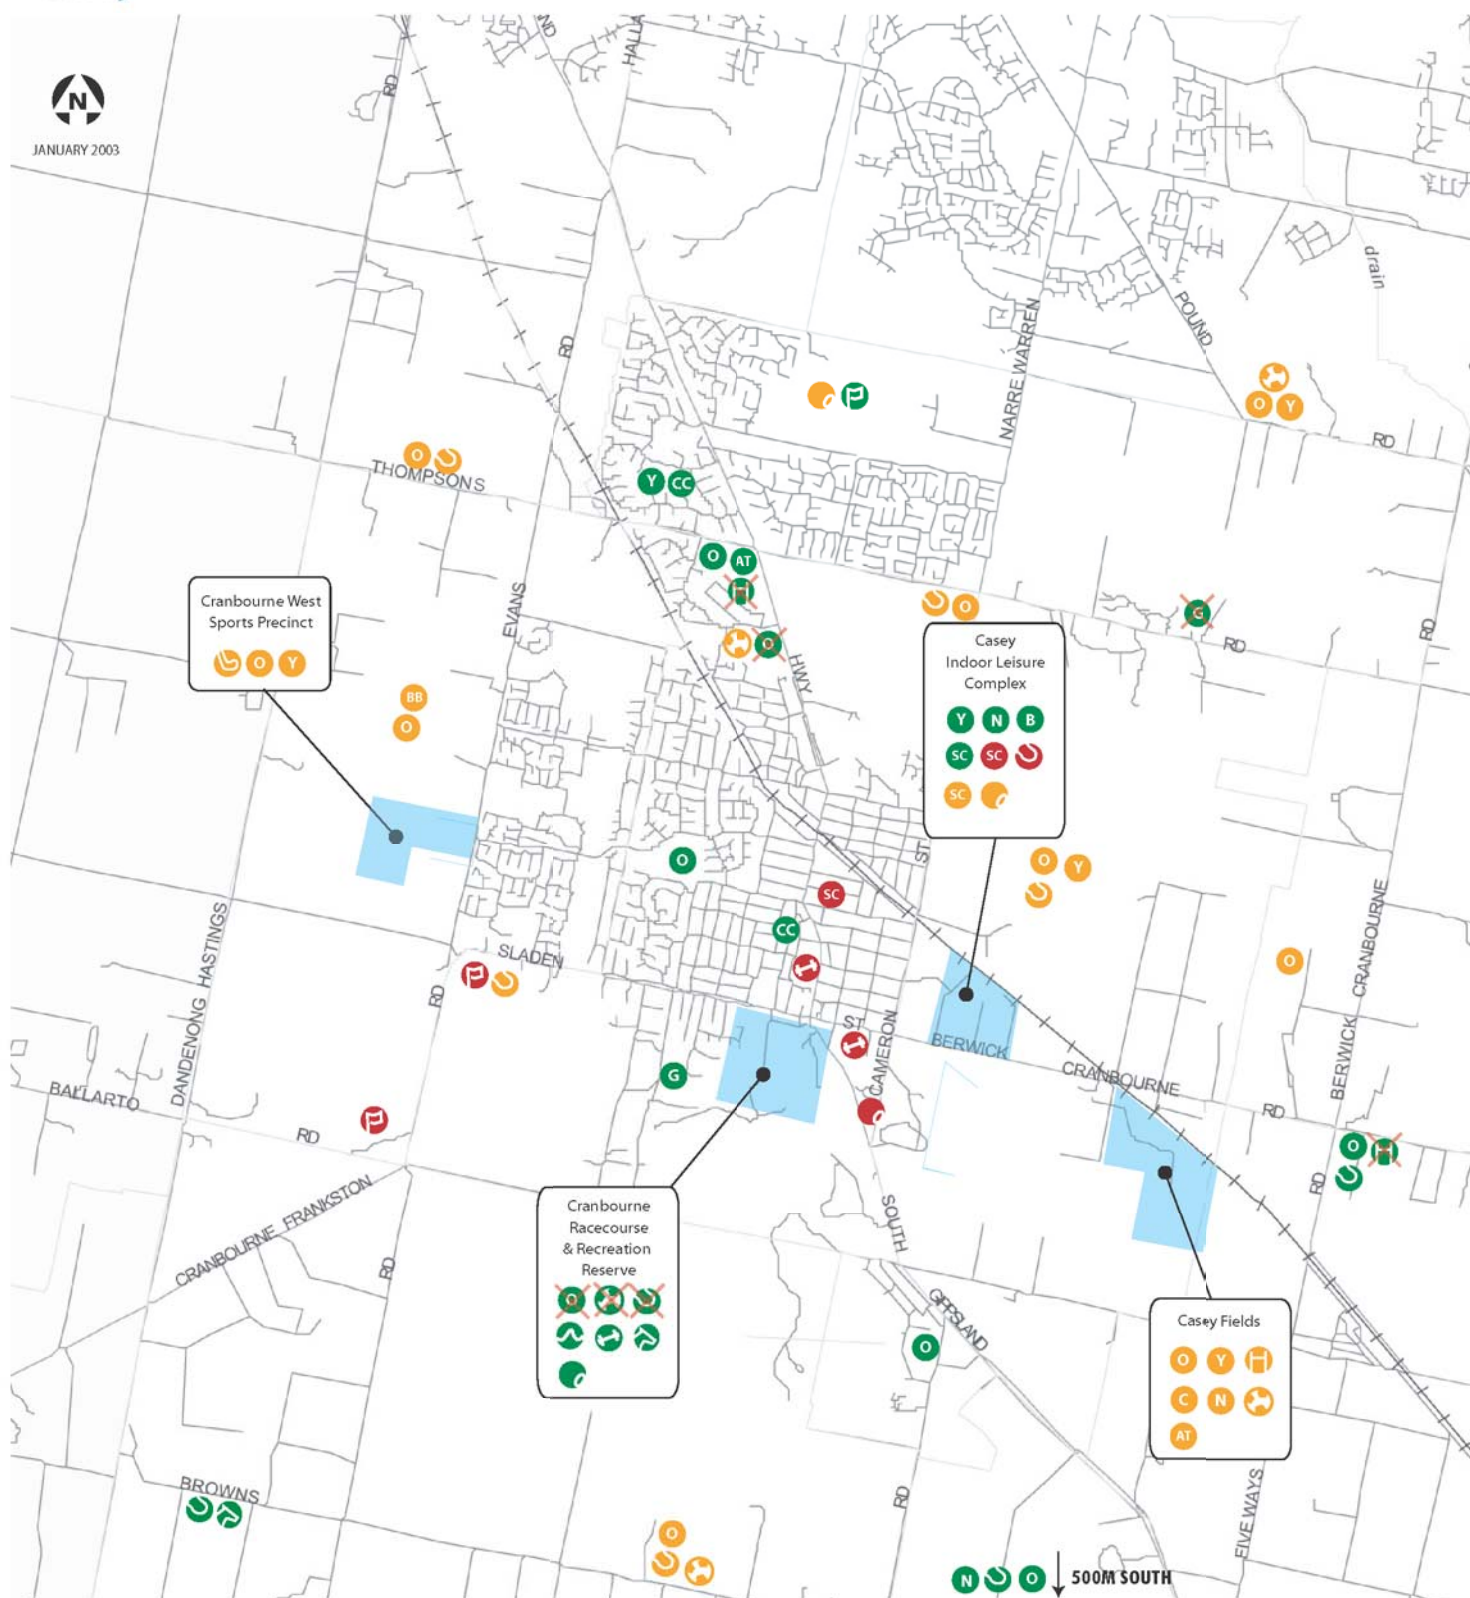 ND
HALLA
RD
N
JANUARY 2003
drain
POUND
RD
NARRE WARREN
O Y
RD
O
THOMPSONS
Y CC
O AT
H
O
G
RD
RD
Cranbourne West
Sports Precinct
O Y
EVANS
HWY
Casey
Indoor Leisure
Complex
Y N B
SC SC
SC
BB
O
ST
O
O Y
SC
CC
O
DANDENONG HASTINGS
SLADEN
RD
BERWICK CRANBOURNE
ST
CAMERON
BERWICK
CRANBOURNE
RD
G
BALLARTO
RD
O H
RD
CRANBOURNE FRANKSTON
RD
SOUTH
Cranbourne
Racecourse
& Recreation
Reserve
O
GIPPSLAND
O
Casey Fields
O Y H
C N
AT
BROWNS
RD
FIVE WAYS
O
N O 500M SOUTH